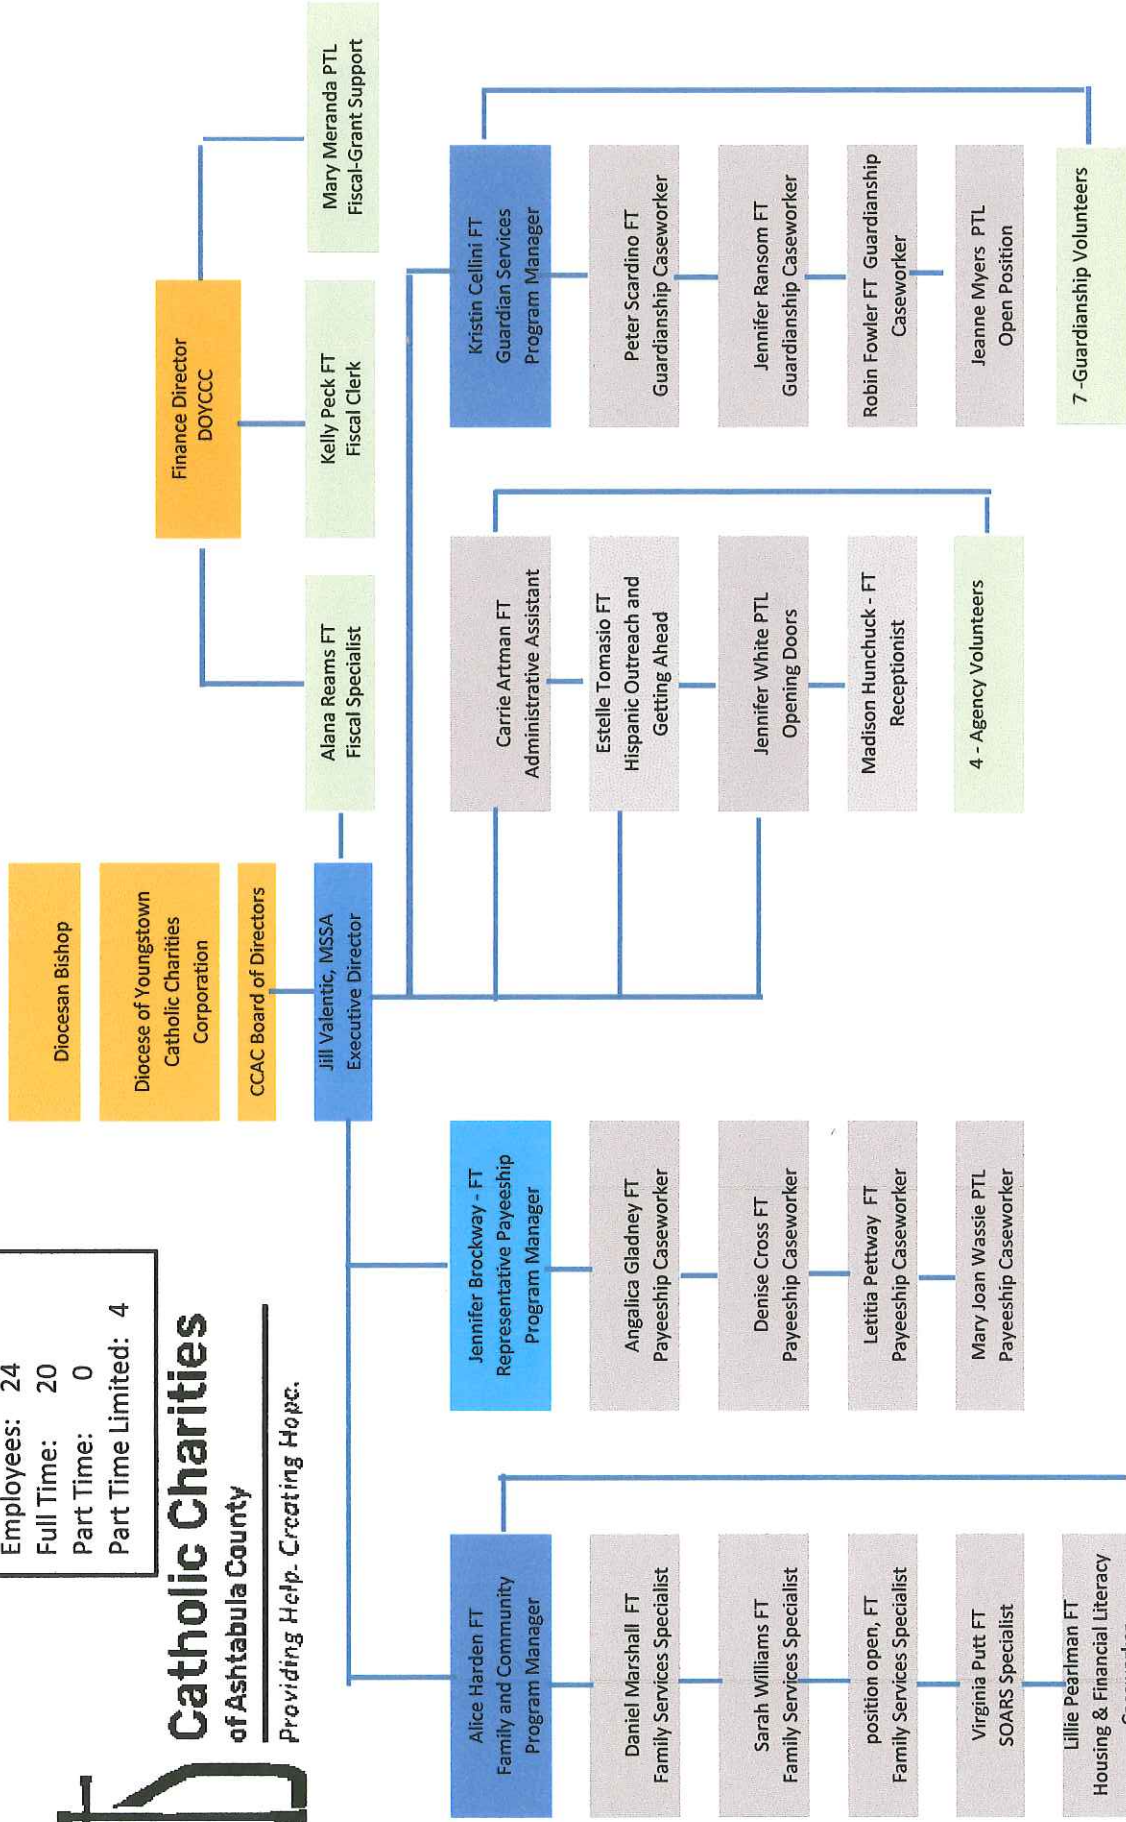 Employees: 24
Full Time: 20
Part Time: 0
Part Time Limited: 4
Catholic Charities
of Ashtabula County
Providing Help. Creating Hope.
Diocesan Bishop
Diocese of Youngstown
Catholic Charities
Corporation
CCAC Board of Directors
Jill Valentic, MSSA
Executive Director
Finance Director
DOYCCC
Alana Reams FT
Fiscal Specialist
Kelly Peck FT
Fiscal Clerk
Mary Meranda PTL
Fiscal-Grant Support
Alice Harden FT
Family and Community
Program Manager
Daniel Marshall FT
Family Services Specialist
Sarah Williams FT
Family Services Specialist
position open, FT
Family Services Specialist
Virginia Putt FT
SOARS Specialist
Lillie Pearlman FT
Housing & Financial Literacy
Jennifer Brockway - FT
Representative Payeeship
Program Manager
Angalica Gladney FT
Payeeship Caseworker
Denise Cross FT
Payeeship Caseworker
Letitia Pettway FT
Payeeship Caseworker
Mary Joan Wassie PTL
Payeeship Caseworker
Carrie Artman FT
Administrative Assistant
Estelle Tomasio FT
Hispanic Outreach and
Getting Ahead
Jennifer White PTL
Opening Doors
Madison Hunchuck - FT
Receptionist
4 - Agency Volunteers
Kristin Cellini FT
Guardian Services
Program Manager
Peter Scardino FT
Guardianship Caseworker
Jennifer Ransom FT
Guardianship Caseworker
Robin Fowler FT Guardianship
Caseworker
Jeanne Myers PTL
Open Position
7 -Guardianship Volunteers